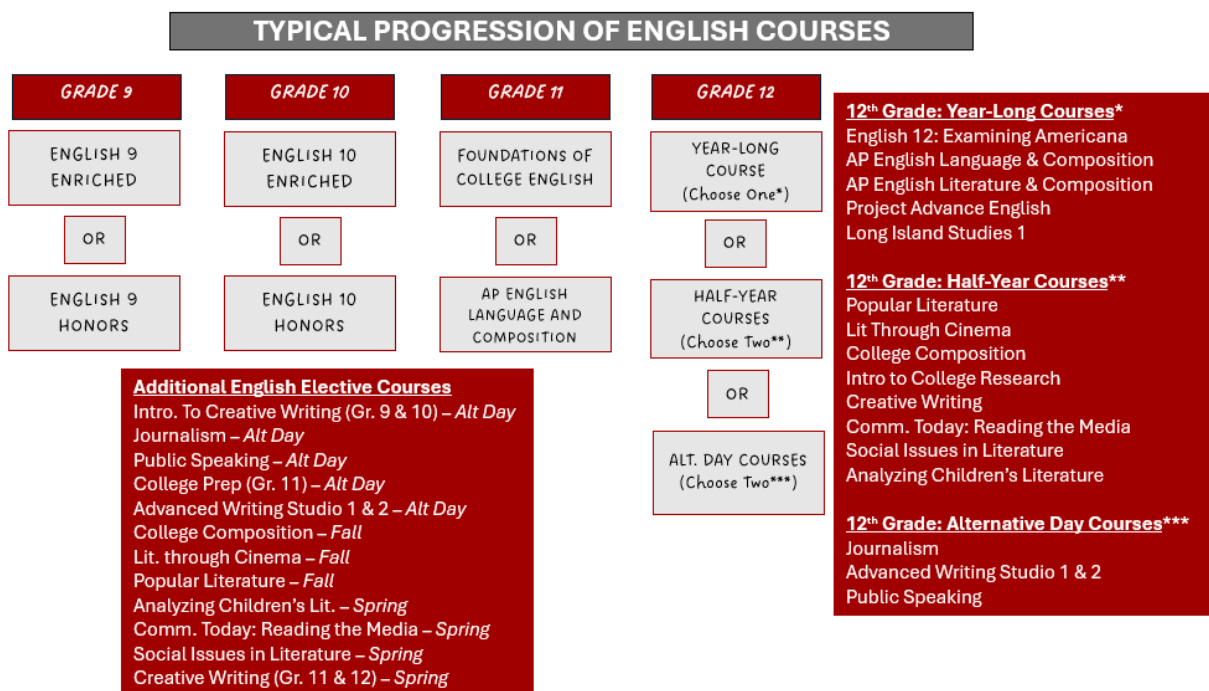 TYPICAL PROGRESSION OF ENGLISH COURSES
GRADE 9
ENGLISH 9
ENRICHED
OR
ENGLISH 9
HONORS
GRADE 10
ENGLISH 10
ENRICHED
OR
ENGLISH 10
HONORS
GRADE 11
FOUNDATIONS OF
COLLEGE ENGLISH
OR
AP ENGLISH
LANGUAGE AND
COMPOSITION
GRADE 12
YEAR-LONG
COURSE
(Choose One*)
OR
HALF-YEAR
COURSES
(Choose Two**)
OR
ALT. DAY COURSES
(Choose Two***)
12th Grade: Year-Long Courses*
English 12: Examining Americana
AP English Language & Composition
AP English Literature & Composition
Project Advance English
Long Island Studies 1
12th Grade: Half-Year Courses**
Popular Literature
Lit Through Cinema
College Composition
Intro to College Research
Creative Writing
Comm. Today: Reading the Media
Social Issues in Literature
Analyzing Children's Literature
12th Grade: Alternative Day Courses***
Journalism
Advanced Writing Studio 1 & 2
Public Speaking
Additional English Elective Courses
Intro. To Creative Writing (Gr. 9 & 10) – Alt Day
Journalism – Alt Day
Public Speaking – Alt Day
College Prep (Gr. 11) – Alt Day
Advanced Writing Studio 1 & 2 – Alt Day
College Composition – Fall
Lit. through Cinema – Fall
Popular Literature – Fall
Analyzing Children's Lit. – Spring
Comm. Today: Reading the Media – Spring
Social Issues in Literature – Spring
Creative Writing (Gr. 11 & 12) – Spring